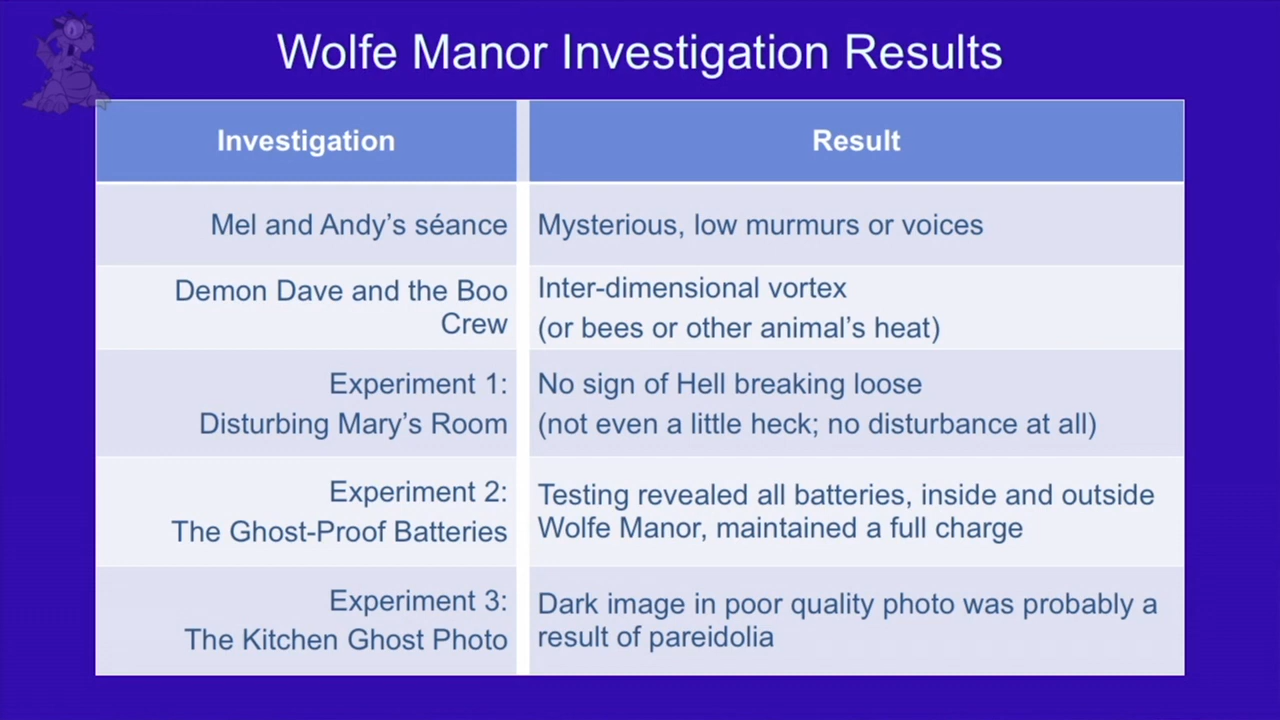 Wolfe Manor Investigation Results
Investigation
Result
Mel and Andy's séance
Mysterious, low murmurs or voices
Demon Dave and the Boo
Crew
Inter-dimensional vortex
(or bees or other animal's heat)
Experiment 1:
Disturbing Mary's Room
No sign of Hell breaking loose
(not even a little heck; no disturbance at all)
Experiment 2:
The Ghost-Proof Batteries
Testing revealed all batteries, inside and outside
Wolfe Manor, maintained a full charge
Experiment 3:
The Kitchen Ghost Photo
Dark image in poor quality photo was probably a
result of pareidolia